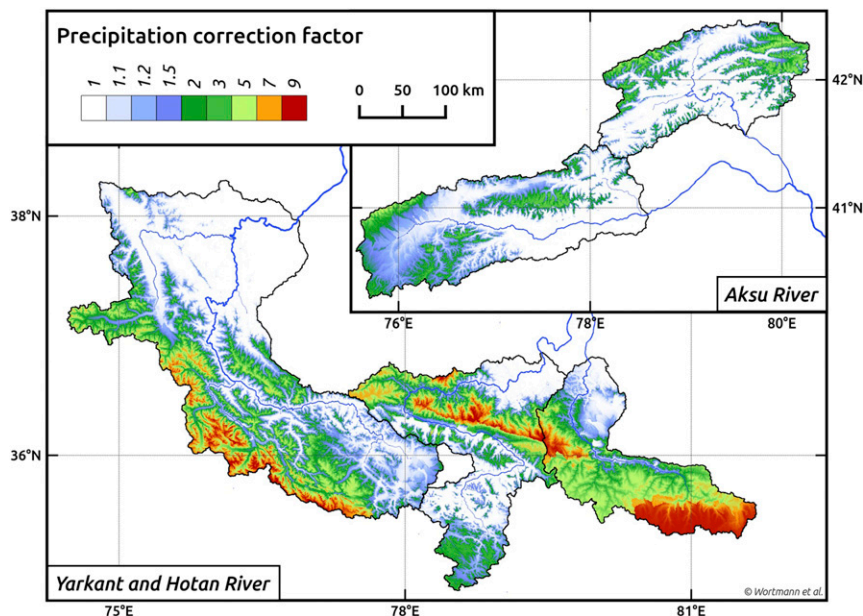 Precipitation correction factor
1 1.1 1.2 1.5 2 3 5 7 9
0 50 100 km
42°N
38°N
41°N
76°E 78°E 80°E
Aksu River
36°N
Yarkant and Hotan River
© Wortmann et al.
75°E 78°E 81°E